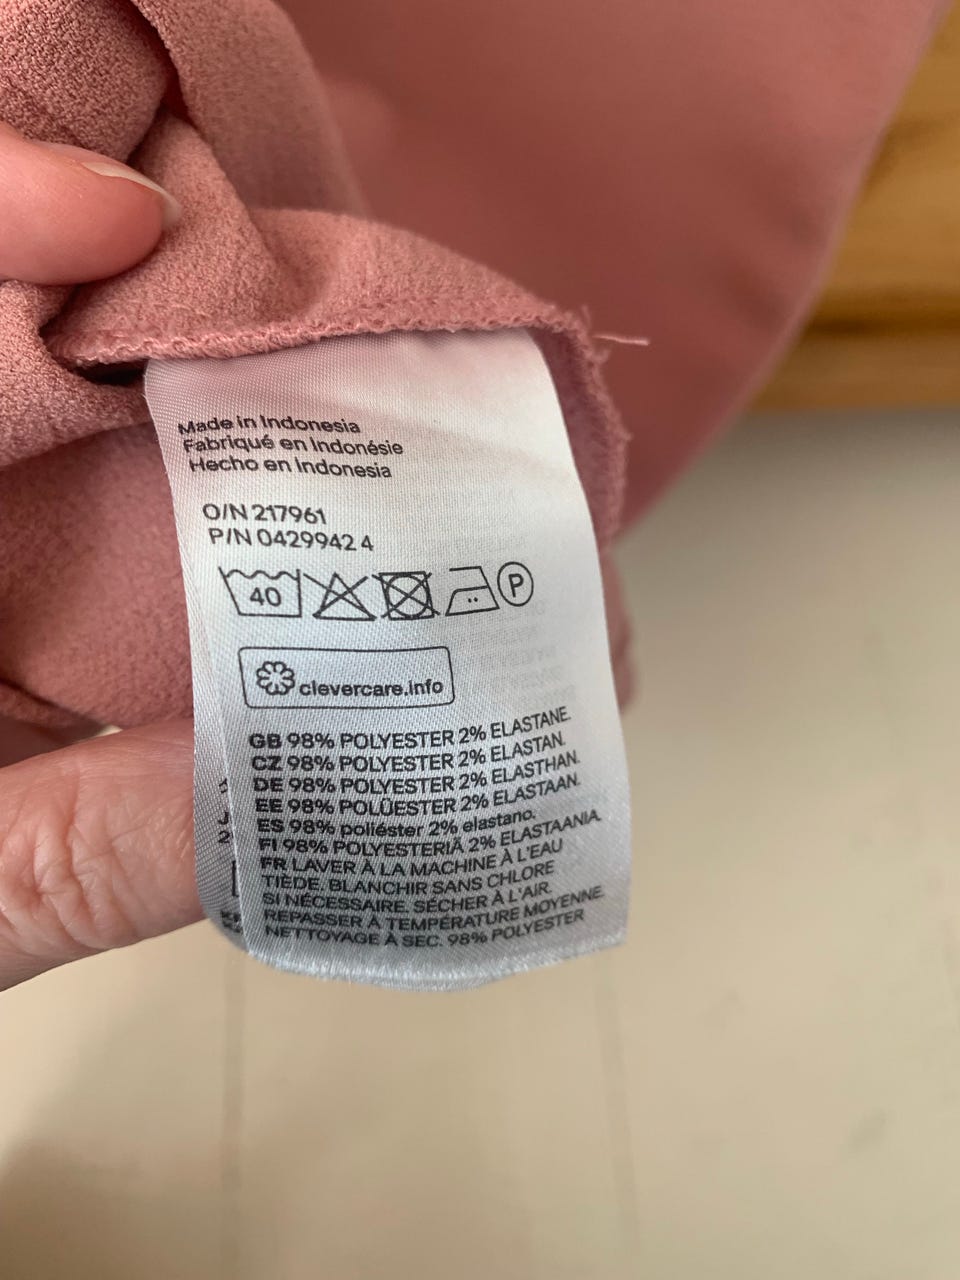 Made in Indonesia
Fabriqué en Indonésie
Hecho en Indonesia
O/N 217961
P/N 0429942 4
40
P
clevercare.info
GB 98% POLYESTER 2% ELASTANE.
CZ 98% POLYESTER 2% ELASTAN.
DE 98% POLYESTER 2% ELASTHAN.
EE 98% POLÜESTER 2% ELASTAAN.
ES 98% poliéster 2% elastano.
FI 98% POLYESTERIÄ 2% ELASTAANIA.
FR LAVER À LA MACHINE À L'EAU
TIÈDE. BLANCHIR SANS CHLORE
SI NÉCESSAIRE. SÉCHER À L'AIR.
REPASSER À TEMPÉRATURE MOYENNE.
NETTOYAGE À SEC. 98% POLYESTER